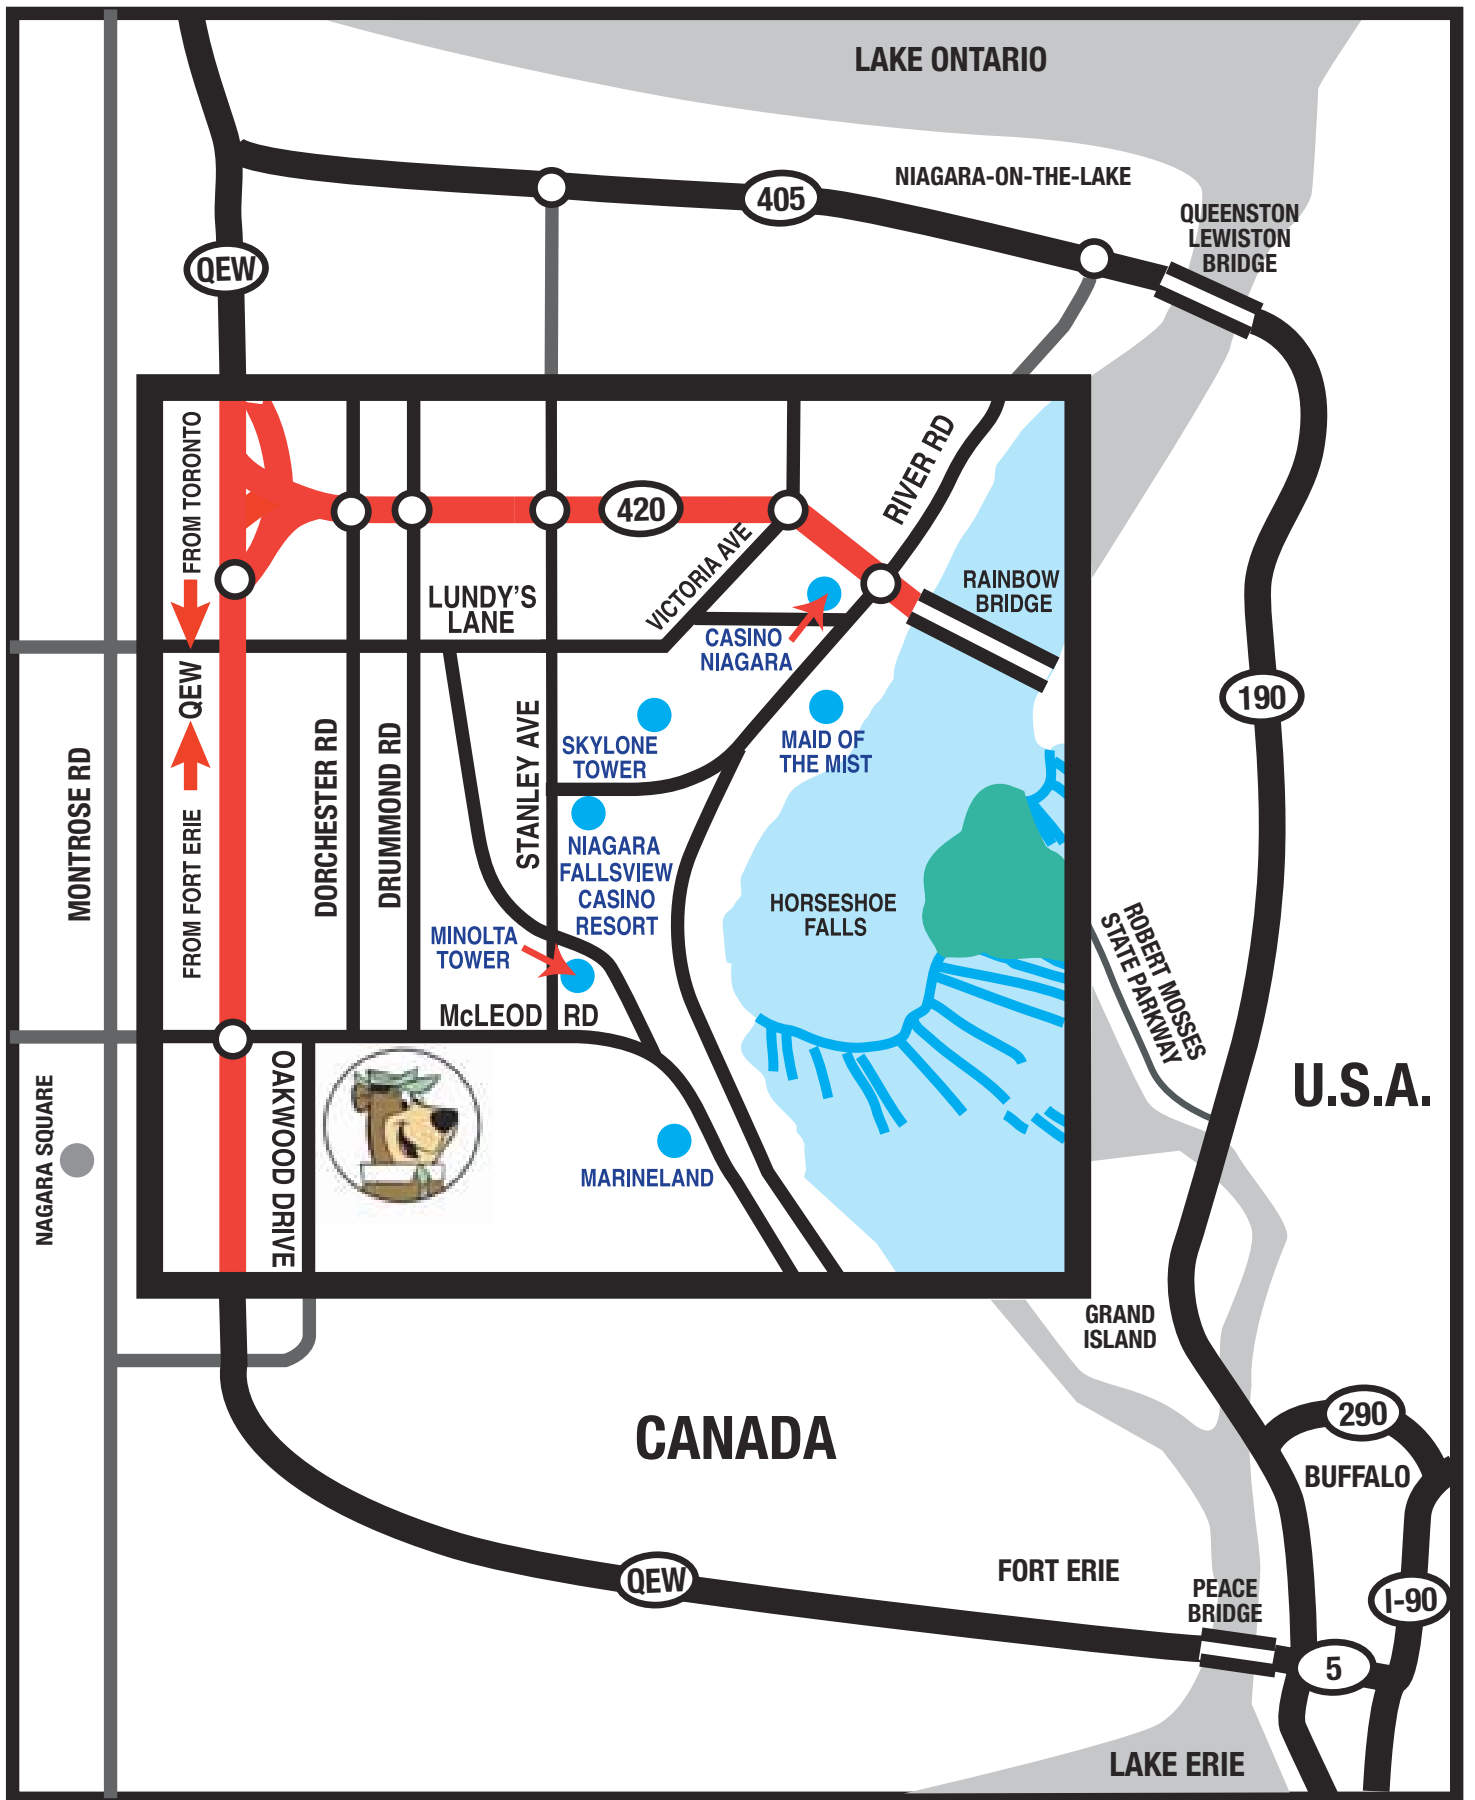 LAKE ONTARIO
NIAGARA-ON-THE-LAKE
405
QUEENSTON
LEWISTON
BRIDGE
QEW
FROM TORONTO
RIVER RD
420
VICTORIA AVE
RAINBOW
BRIDGE
LUNDY'S
LANE
CASINO
NIAGARA
QEW
190
SKYLONE
TOWER
MAID OF
THE MIST
MONTROSE RD
FROM FORT ERIE
DORCHESTER RD
DRUMMOND RD
STANLEY AVE
NIAGARA
FALLSVIEW
CASINO
RESORT
HORSESHOE
FALLS
MINOLTA
TOWER
ROBERT MOSSES
STATE PARKWAY
McLEOD RD
U.S.A.
NAGARA SQUARE
OAKWOOD DRIVE
MARINELAND
GRAND
ISLAND
CANADA
290
BUFFALO
FORT ERIE
QEW
PEACE
BRIDGE
I-90
5
LAKE ERIE